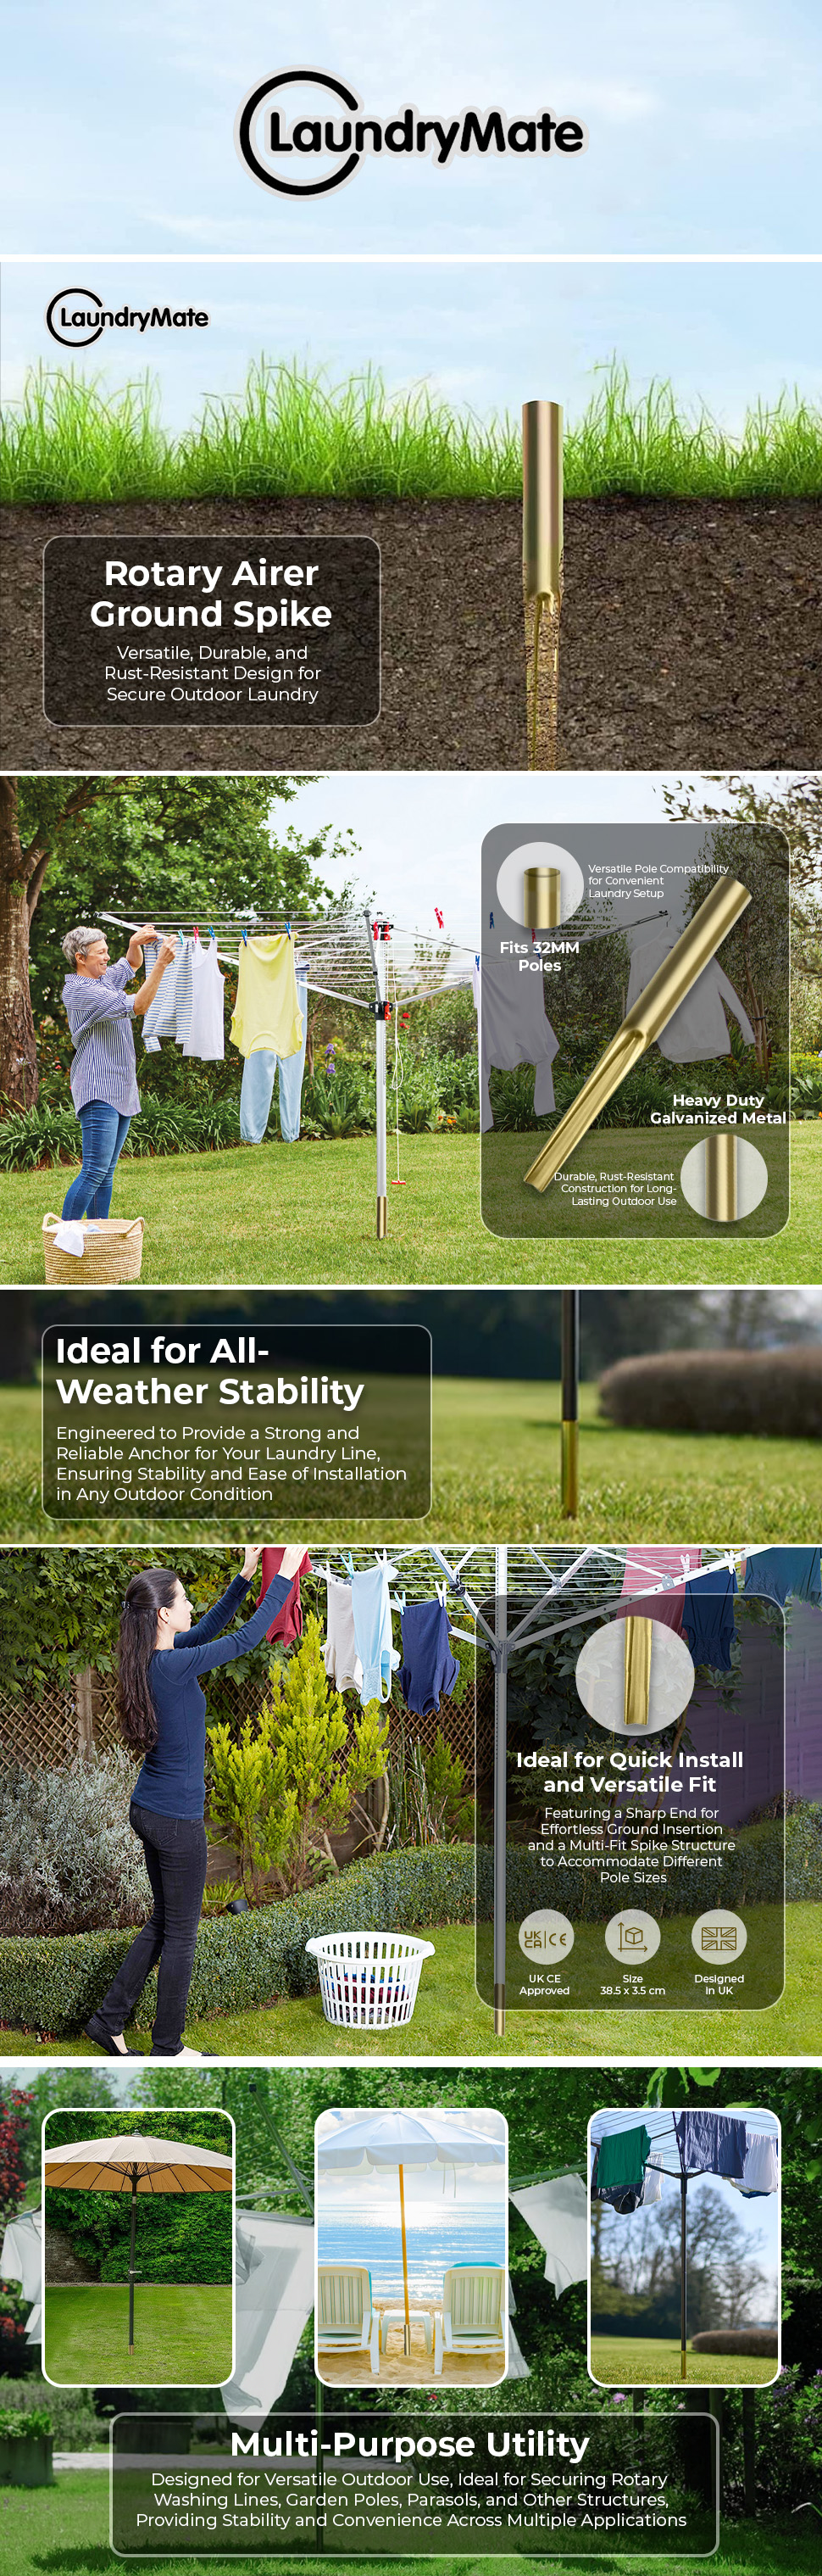 LaundryMate
LaundryMate
Rotary Airer
Ground Spike
Versatile, Durable, and
Rust-Resistant Design for
Secure Outdoor Laundry
Versatile Pole Compatibility
for Convenient
Laundry Setup
Fits 32MM
Poles
Heavy Duty
Galvanized Metal
Durable, Rust-Resistant
Construction for Long-
Lasting Outdoor Use
Ideal for All-
Weather Stability
Engineered to Provide a Strong and
Reliable Anchor for Your Laundry Line,
Ensuring Stability and Ease of Installation
in Any Outdoor Condition
Ideal for Quick Install
and Versatile Fit
Featuring a Sharp End for
Effortless Ground Insertion
and a Multi-Fit Spike Structure
to Accommodate Different
Pole Sizes
UK
CA CE
UK CE
Approved
Size
38.5 x 3.5 cm
Designed
In UK
Multi-Purpose Utility
Designed for Versatile Outdoor Use, Ideal for Securing Rotary
Washing Lines, Garden Poles, Parasols, and Other Structures,
Providing Stability and Convenience Across Multiple Applications